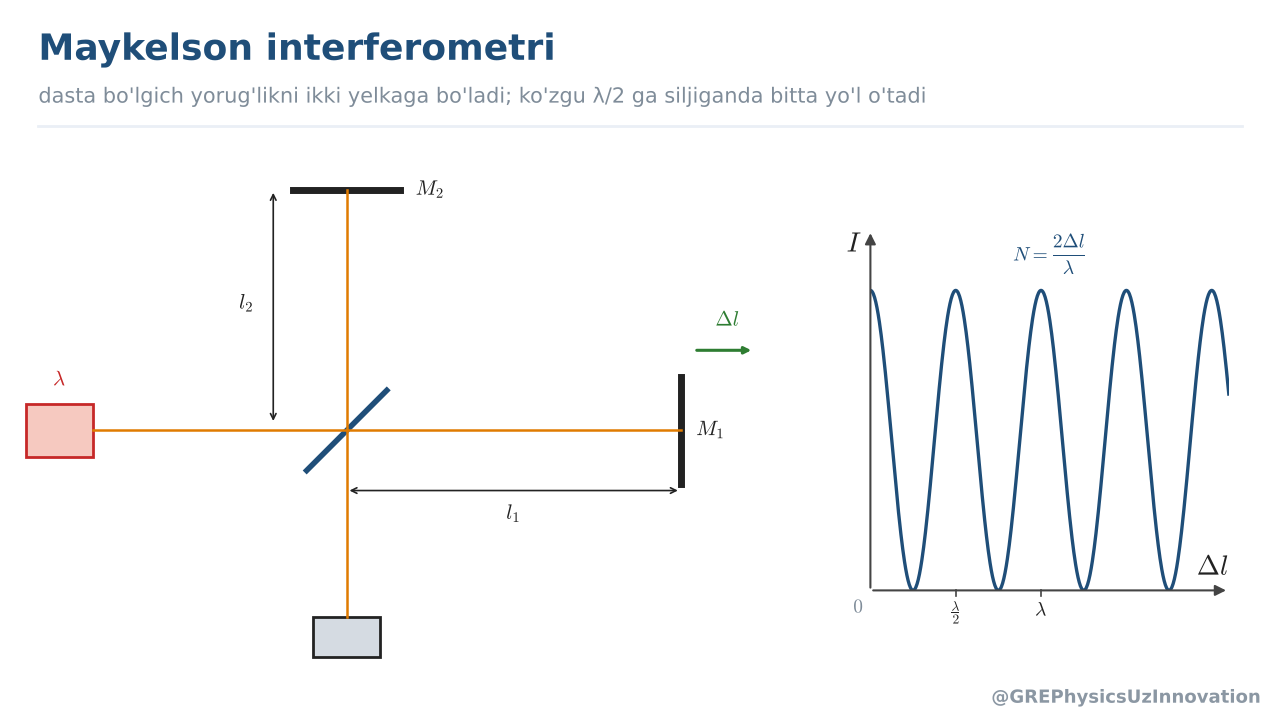 Maykelson interferometri
dasta bo'lgich yorug'likni ikki yelkaga bo'ladi; ko'zgu λ/2 ga siljiganda bitta yo'l o'tadi
M₂
l₂
λ
Δl
M₁
l₁
I
N = 2Δl/λ
Δl
0
λ/2
λ
@GREPhysicsUzInnovation